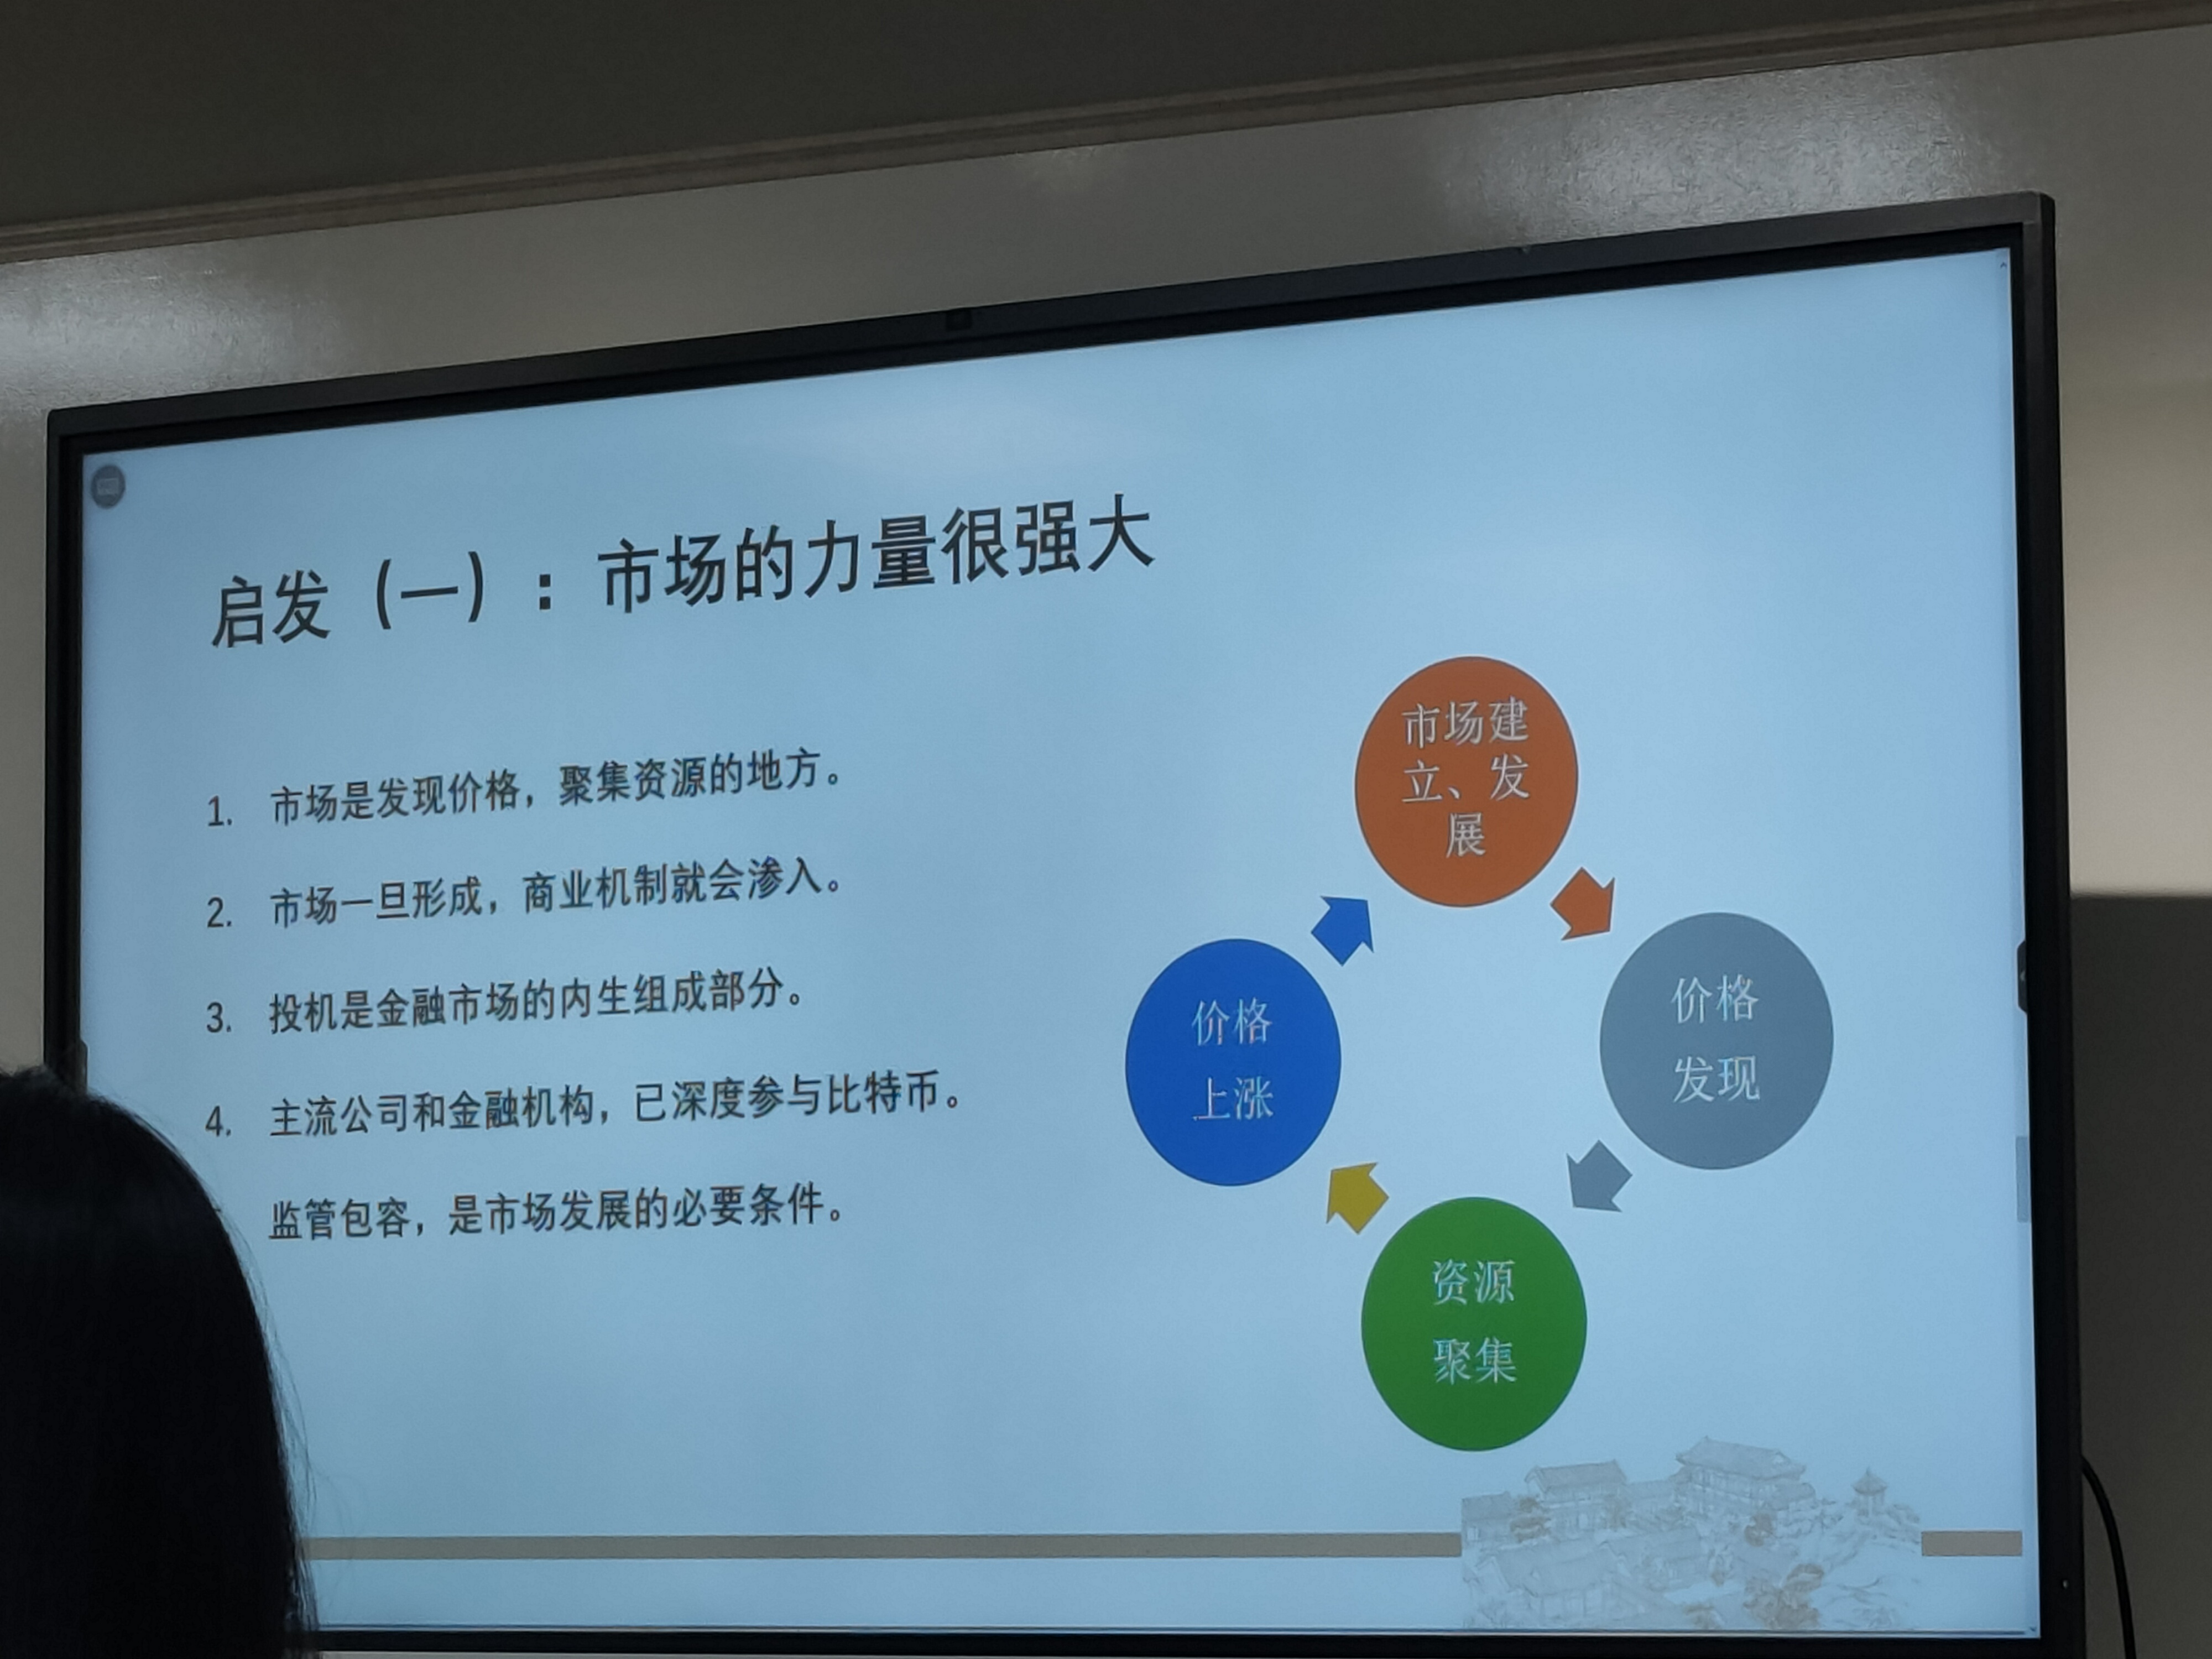 启发（一）：市场的力量很强大
1. 市场是发现价格，聚集资源的地方。
2. 市场一旦形成，商业机制就会渗入。
3. 投机是金融市场的内生组成部分。
4. 主流公司和金融机构，已深度参与比特币。
监管包容，是市场发展的必要条件。
市场建
立、发
展
价格
发现
资源
聚集
价格
上涨